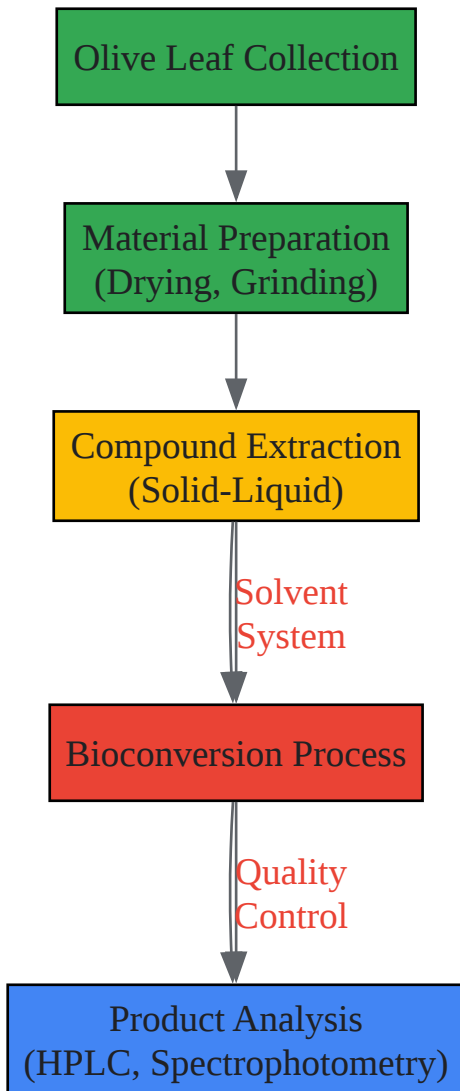 Olive Leaf Collection
Material Preparation
(Drying, Grinding)
Compound Extraction
(Solid-Liquid)
Solvent
System
Bioconversion Process
Quality
Control
Product Analysis
(HPLC, Spectrophotometry)